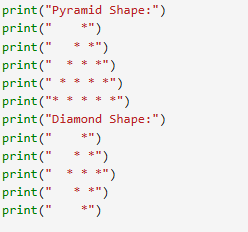 print("Pyramid Shape:")
print("    *")
print("   * *")
print("  * * *")
print(" * * * *")
print("* * * * *")
print("Diamond Shape:")
print("    *")
print("   * *")
print("  * * *")
print("   * *")
print("    *")